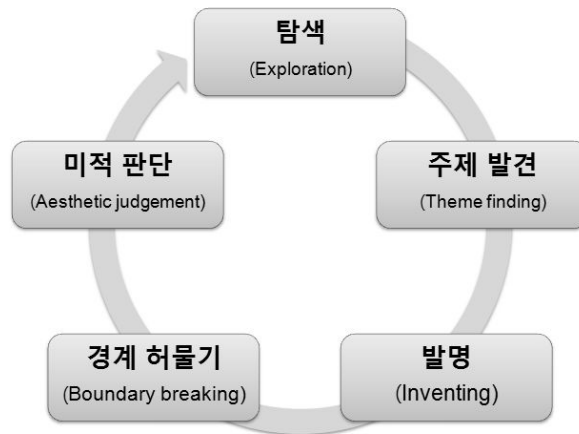 탐색
(Exploration)
주제 발견
(Theme finding)
발명
(Inventing)
경계 허물기
(Boundary breaking)
미적 판단
(Aesthetic judgement)